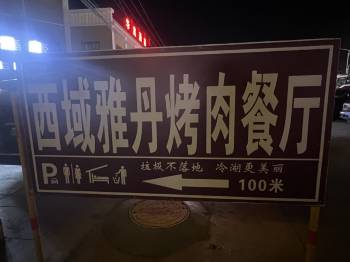 西域雅丹烤肉餐厅
垃圾不落地 冷湖更美丽
P
100米